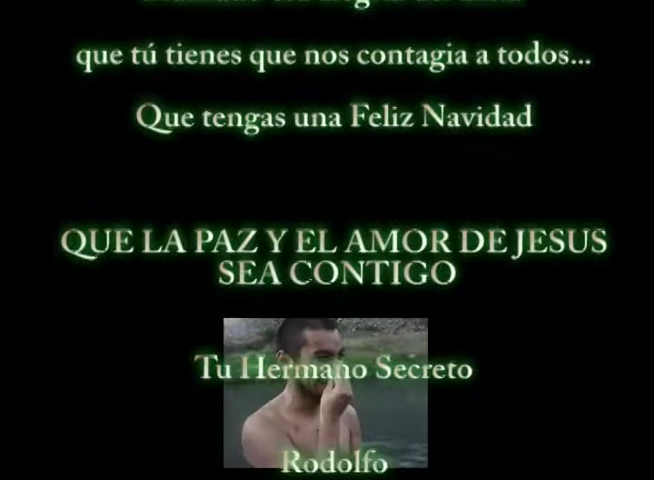 que tú tienes que nos contagia a todos...
Que tengas una Feliz Navidad
QUE LA PAZ Y EL AMOR DE JESUS
SEA CONTIGO
Tu Hermano Secreto
Rodolfo